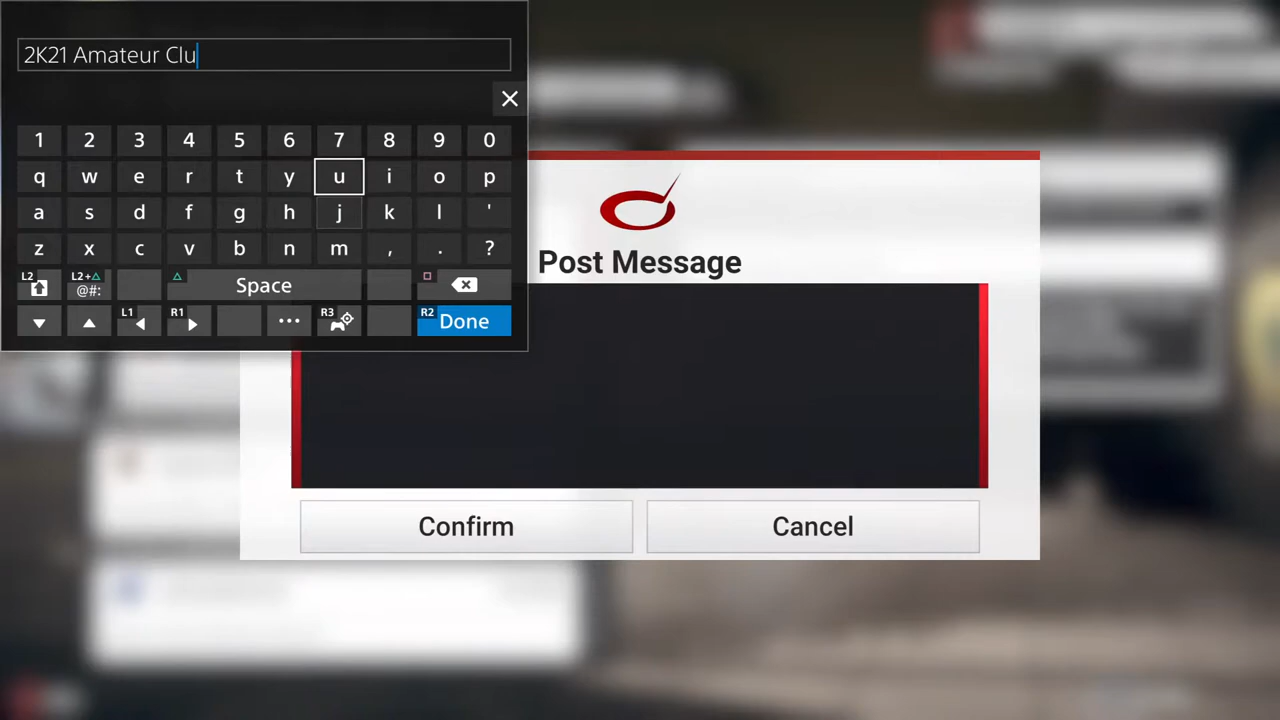 2K21 Amateur Clu
1 2 3 4 5 6 7 8 9 0
q w e r t y u i o p
a s d f g h j k l '
z x c v b n m , . ?
L2 L2+△ @#: △ Space □
L1 R1 ... R3 R2 Done
Post Message
Confirm Cancel